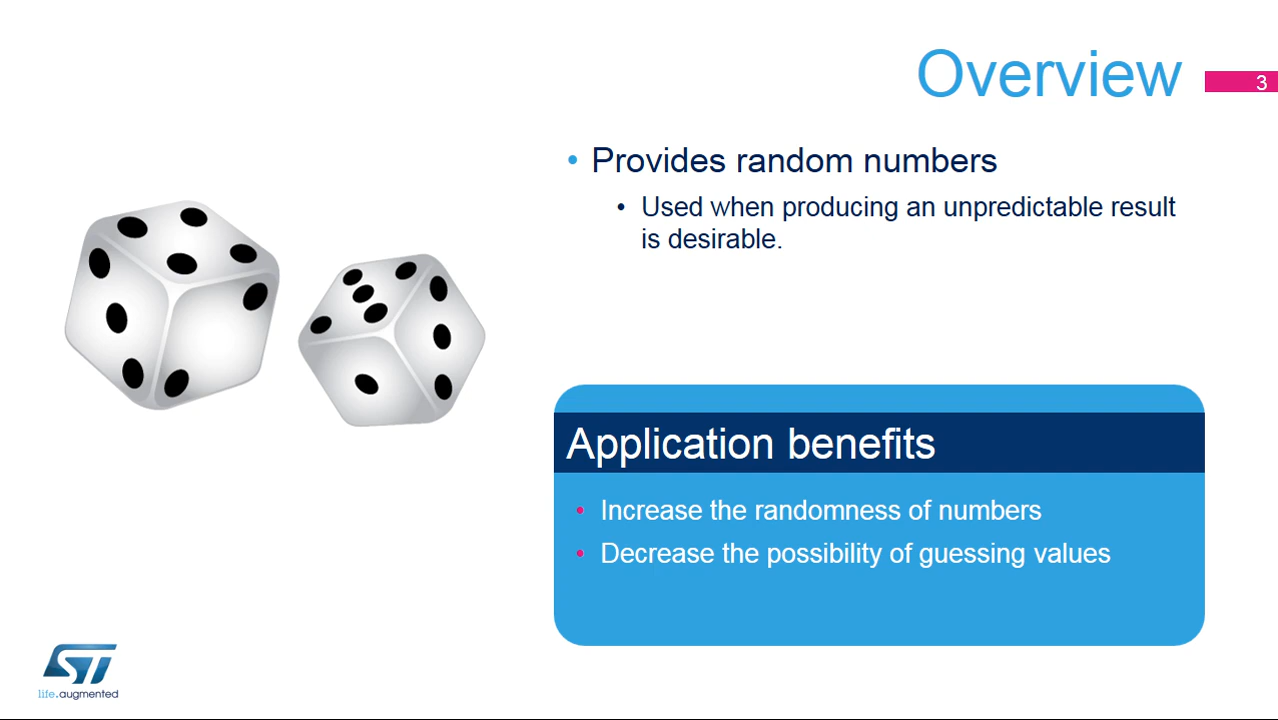 Overview
3
• Provides random numbers
• Used when producing an unpredictable result
is desirable.
Application benefits
• Increase the randomness of numbers
• Decrease the possibility of guessing values
ST
life.augmented